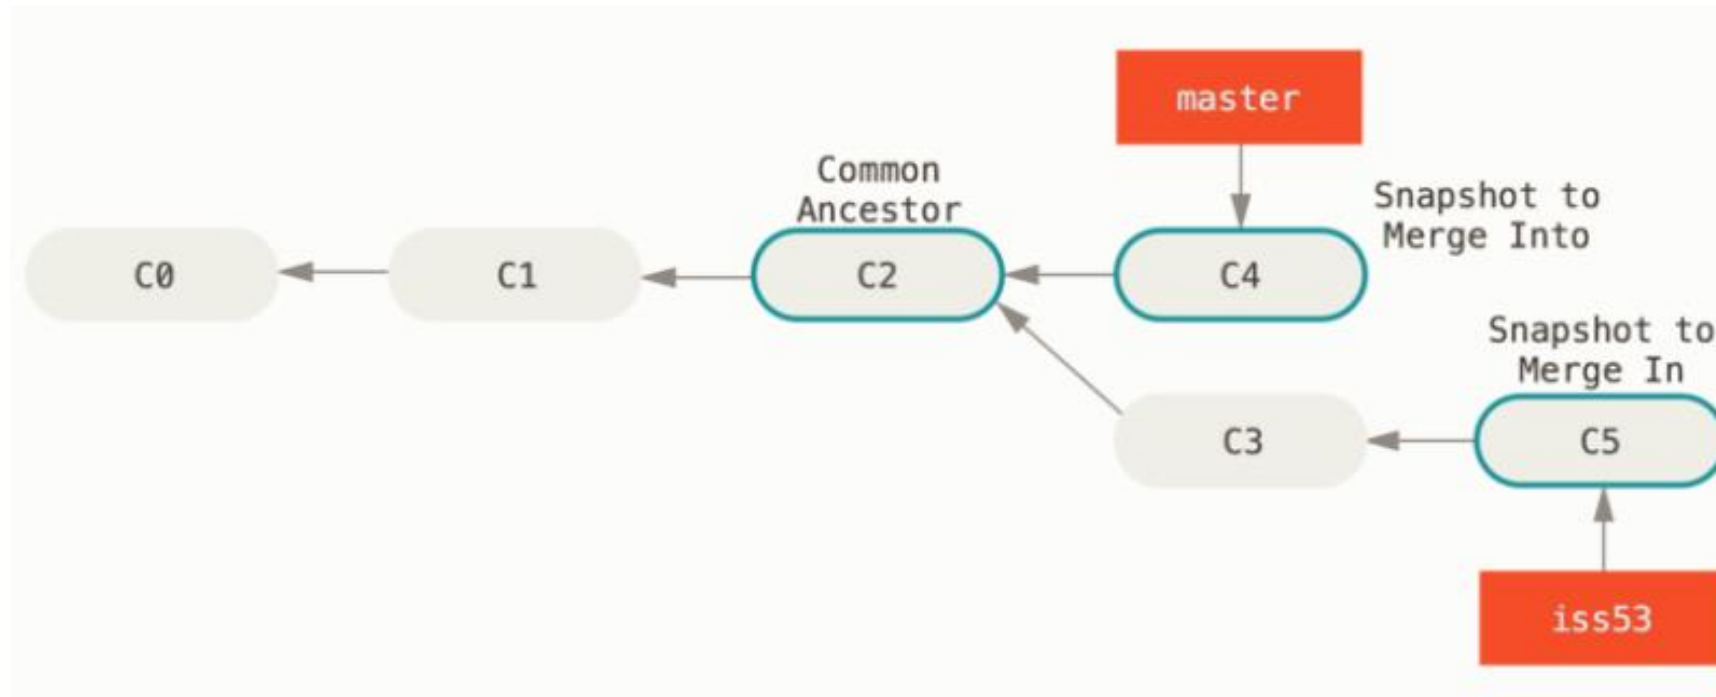 master
Common
Ancestor
Snapshot to
Merge Into
C0
C1
C2
C4
Snapshot to
Merge In
C3
C5
iss53